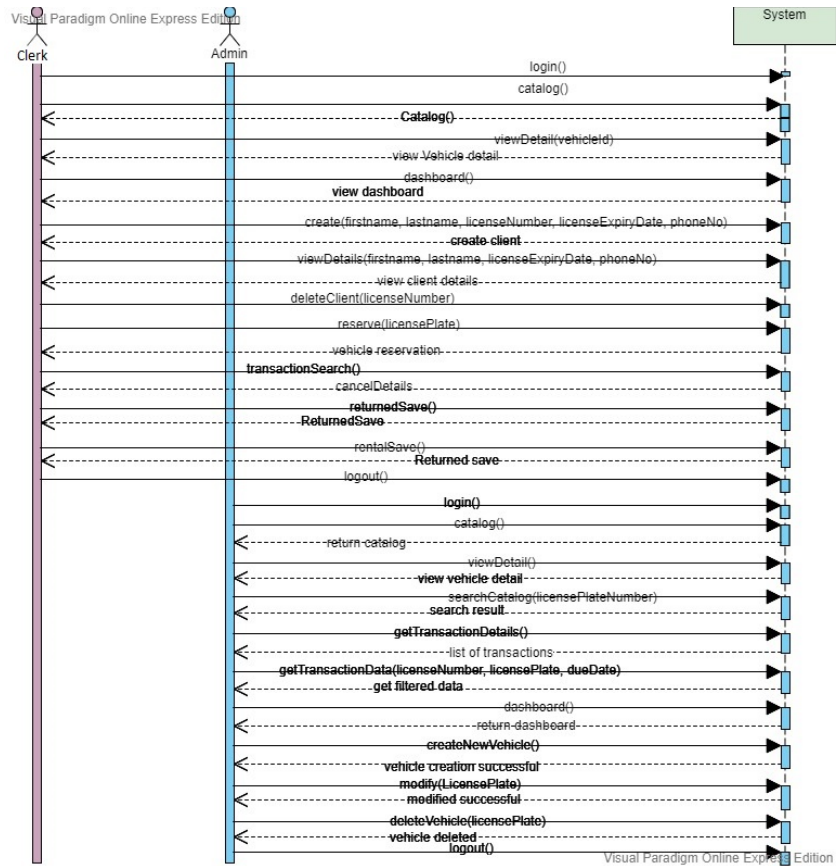 Visual Paradigm Online Express Edition
System
Clerk
Admin
login()
catalog()
Catalog()
viewDetail(vehicleId)
view Vehicle detail
dashboard()
view dashboard
create(firstname, lastname, licenseNumber, licenseExpiryDate, phoneNo)
create client
viewDetails(firstname, lastname, licenseExpiryDate, phoneNo)
view client details
deleteClient(licenseNumber)
reserve(licensePlate)
vehicle reservation
transactionSearch()
cancelDetails
returnedSave()
ReturnedSave
rentalSave()
Returned save
logout()
login()
catalog()
return catalog
viewDetail()
view vehicle detail
searchCatalog(licensePlateNumber)
search result
getTransactionDetails()
list of transactions
getTransactionData(licenseNumber, licensePlate, dueDate)
get filtered data
dashboard()
return dashboard
createNewVehicle()
vehicle creation successful
modify(LicensePlate)
modified successful
deleteVehicle(licensePlate)
vehicle deleted
logout()
Visual Paradigm Online Express Edition